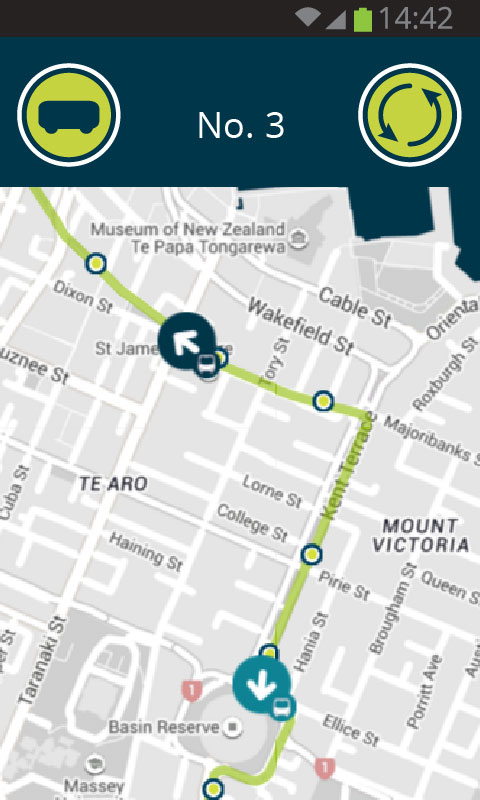 14:42
No. 3
Museum of New Zealand
Te Papa Tongarewa
Dixon St
Cable St
Wakefield St
Oriental
St Jame
e
Tory St
Roxburgh St
uznee St
Kent Terrace
Majoribanks S
Cuba St
TE ARO
Lorne St
College St
MOUNT
VICTORIA
Haining St
Pirie St
Queen S
Brougham St
Hania St
Taranaki St
per St
Porritt Ave
Aust
1
Basin Reserve
Ellice St
1
Massey